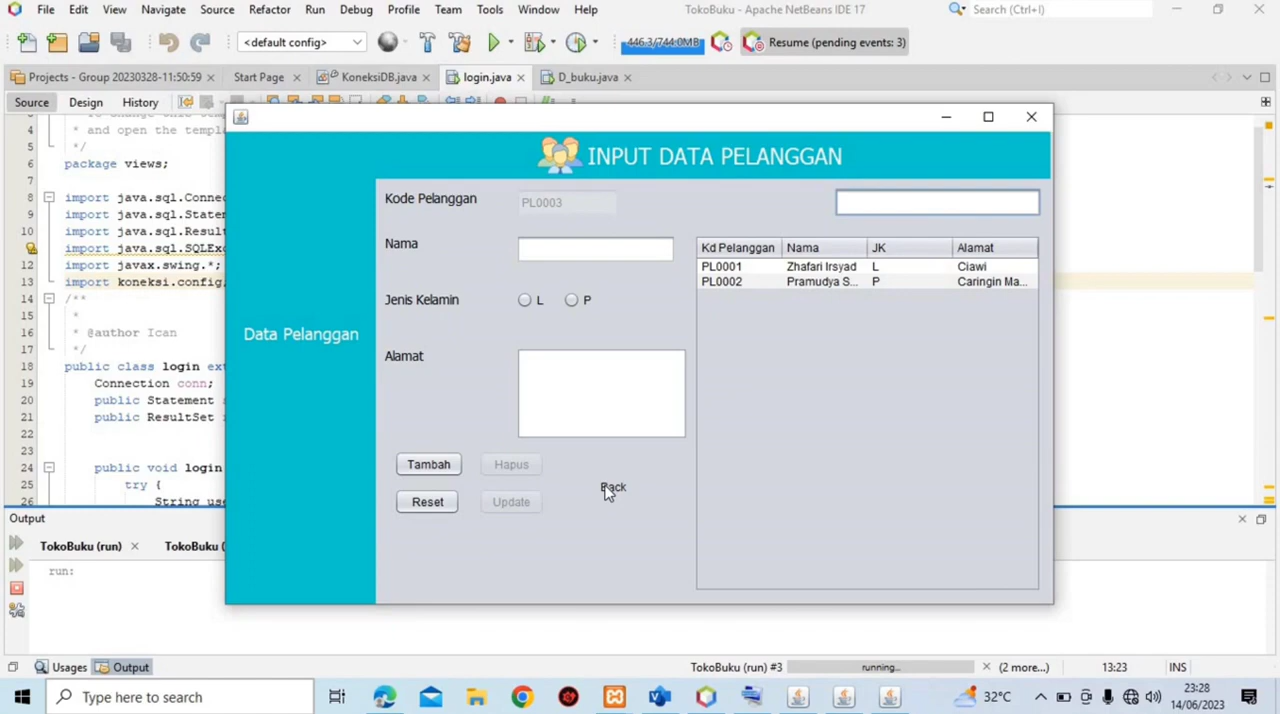 File Edit View Navigate Source Refactor Run Debug Profile Team Tools Window Help
TokoBuku - Apache NetBeans IDE 17
Search (Ctrl+I)
<default config>
446.3/744.0MB
Resume (pending events: 3)
Projects - Group 20230328-11:50:59
Start Page
KoneksiDB.java
login.java
D_buku.java
Source Design History
4 * and open the templa
5 */
6 package views;
7
8 import java.sql.Conne
9 import java.sql.Statem
10 import java.sql.Result
import java.sql.SQLExc
12 import javax.swing.*;
13 import koneksi.config;
14 /**
15 *
16 * @author Ican
17 */
18 public class login ext
19 Connection conn;
20 public Statement
21 public ResultSet
22
23
24 public void login
25 try {
26 String use
INPUT DATA PELANGGAN
Data Pelanggan
Kode Pelanggan PL0003
Nama
Jenis Kelamin L P
Alamat
Tambah Hapus
Reset Update
Back
Kd Pelanggan Nama JK Alamat
PL0001 Zhafari Irsyad L Ciawi
PL0002 Pramudya S... P Caringin Ma...
Output
TokoBuku (run)
TokoBuku (
run:
Usages Output
TokoBuku (run) #3
running...
(2 more...)
13:23
INS
Type here to search
32°C
23:28
14/06/2023